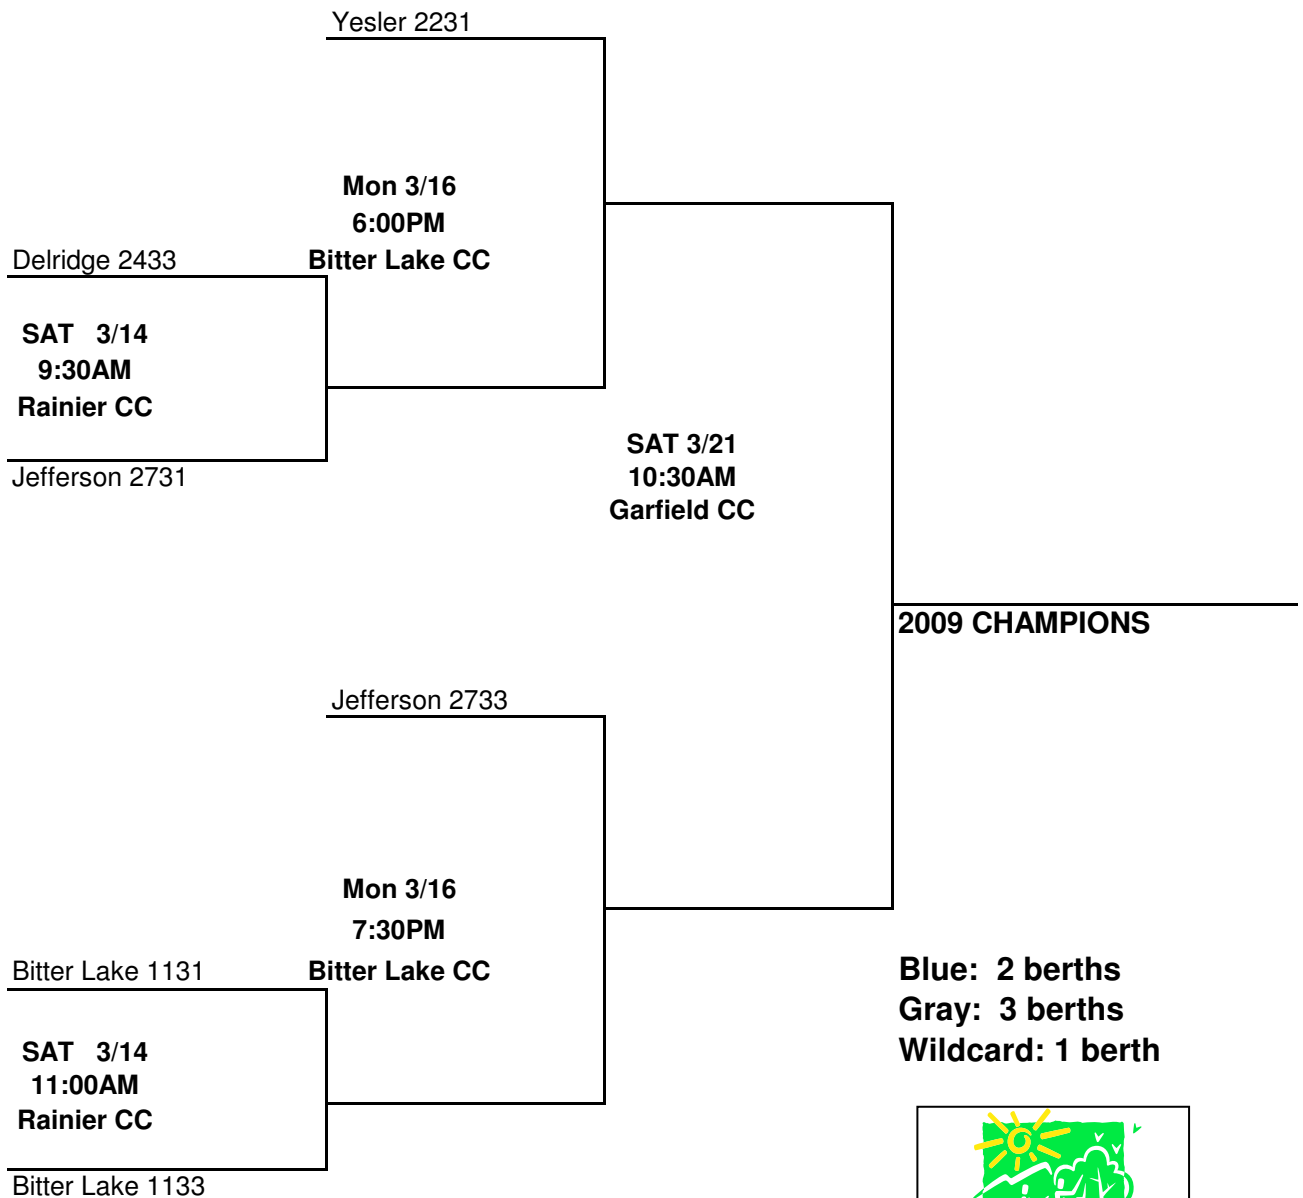 Yesler 2231
Mon 3/16
6:00PM
Bitter Lake CC
Delridge 2433
SAT   3/14
9:30AM
Rainier CC
Jefferson 2731
SAT 3/21
10:30AM
Garfield CC
2009 CHAMPIONS
Jefferson 2733
Mon 3/16
7:30PM
Bitter Lake CC
Bitter Lake 1131
SAT   3/14
11:00AM
Rainier CC
Bitter Lake 1133
Blue:  2 berths
Gray:  3 berths
Wildcard: 1 berth